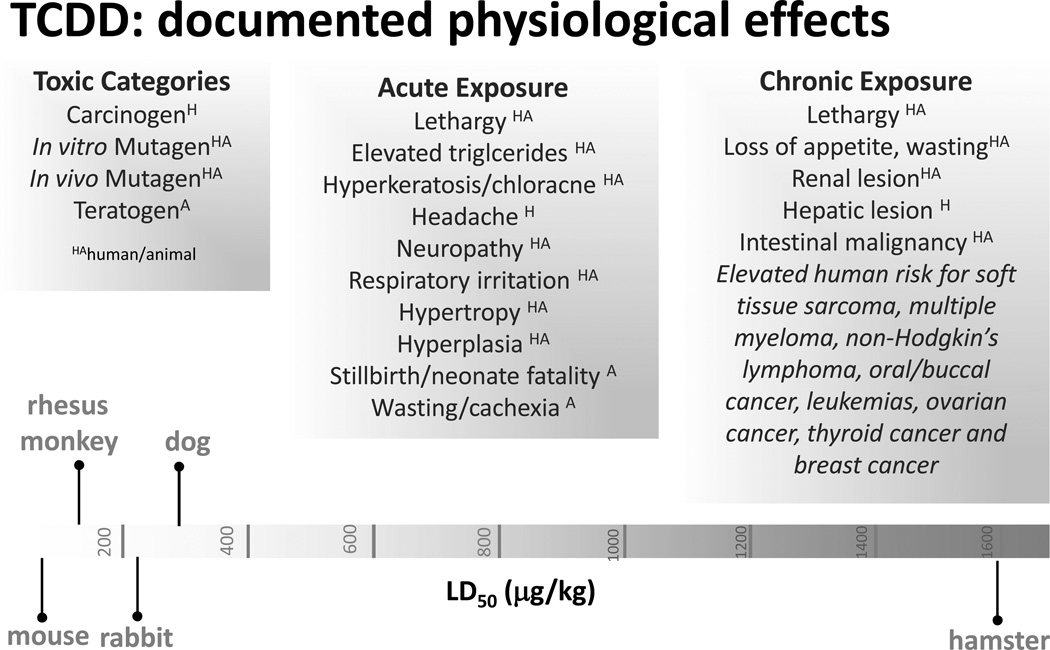 TCDD: documented physiological effects
Toxic Categories
Carcinogen^H
In vitro Mutagen^HA
In vivo Mutagen^HA
Teratogen^A
^HA human/animal
Acute Exposure
Lethargy ^HA
Elevated triglcerides ^HA
Hyperkeratosis/chloracne ^HA
Headache ^H
Neuropathy ^HA
Respiratory irritation ^HA
Hypertropy ^HA
Hyperplasia ^HA
Stillbirth/neonate fatality ^A
Wasting/cachexia ^A
Chronic Exposure
Lethargy ^HA
Loss of appetite, wasting^HA
Renal lesion^HA
Hepatic lesion ^H
Intestinal malignancy ^HA
Elevated human risk for soft
tissue sarcoma, multiple
myeloma, non-Hodgkin's
lymphoma, oral/buccal
cancer, leukemias, ovarian
cancer, thyroid cancer and
breast cancer
rhesus
monkey
dog
200
400
600
800
1000
1200
1400
1600
LD50 (μg/kg)
mouse
rabbit
hamster